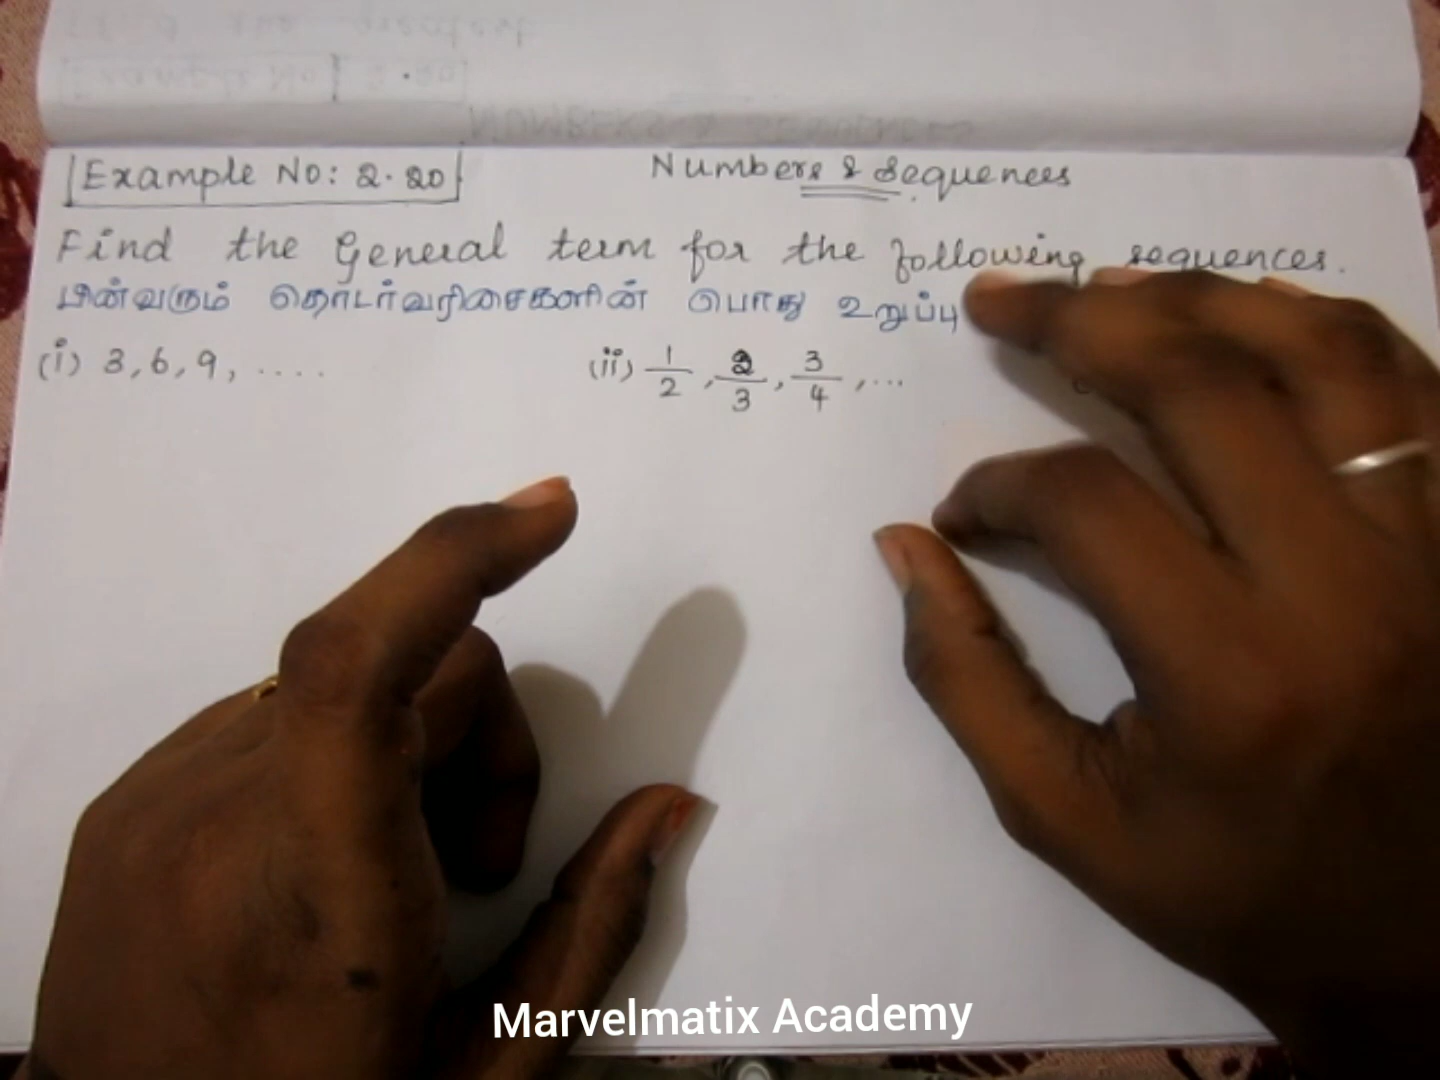 Example No: 2.20
Numbers & Sequences
Find the General term for the following sequences.
பின்வரும் தொடர்வரிசைகளின் பொது உறுப்பு
(i) 3, 6, 9, ....
(ii) 1/2, 2/3, 3/4, ...
Marvelmatix Academy